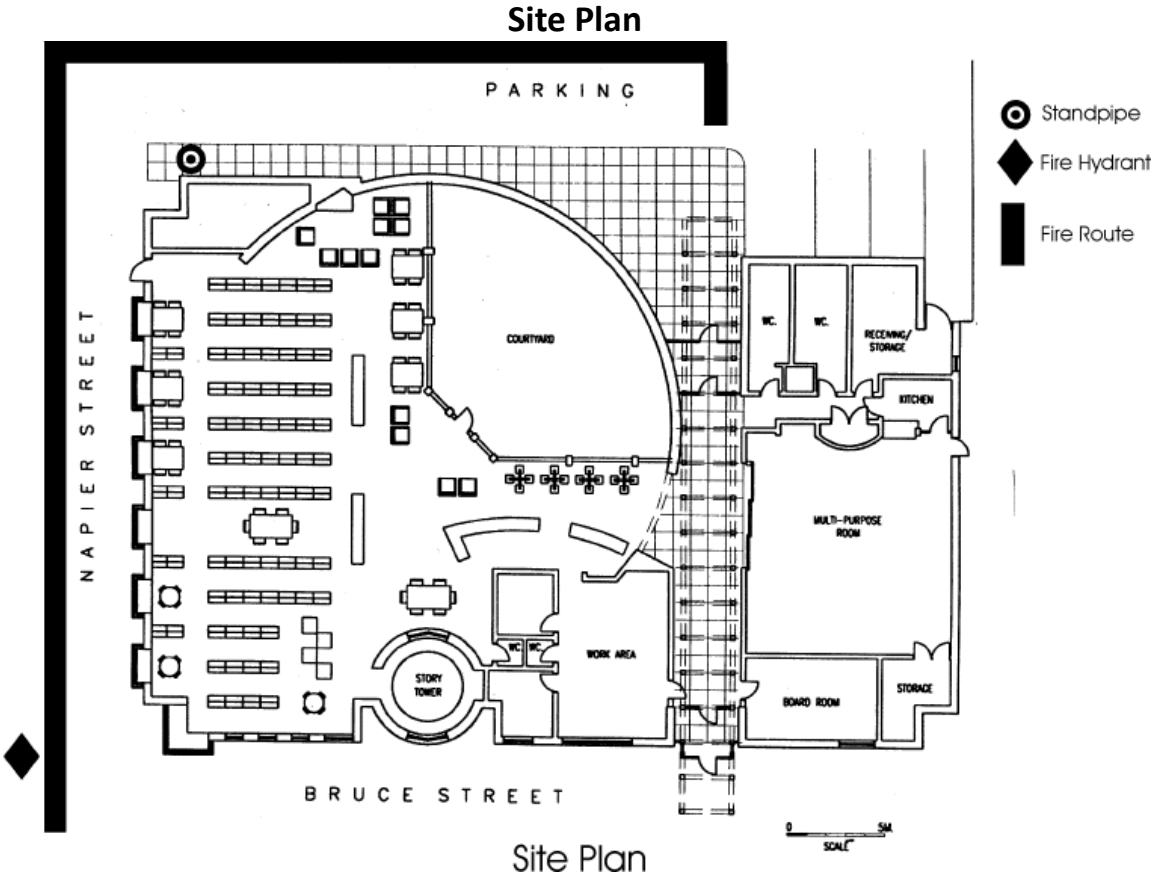 Site Plan
PARKING
Standpipe
Fire Hydrant
Fire Route
NAPIER STREET
COURTYARD
WC.
WC.
RECEIVING/
STORAGE
KITCHEN
MULTI-PURPOSE
ROOM
WC.
WC.
WORK AREA
STORY
TOWER
BOARD ROOM
STORAGE
BRUCE STREET
0 5M.
SCALE
Site Plan